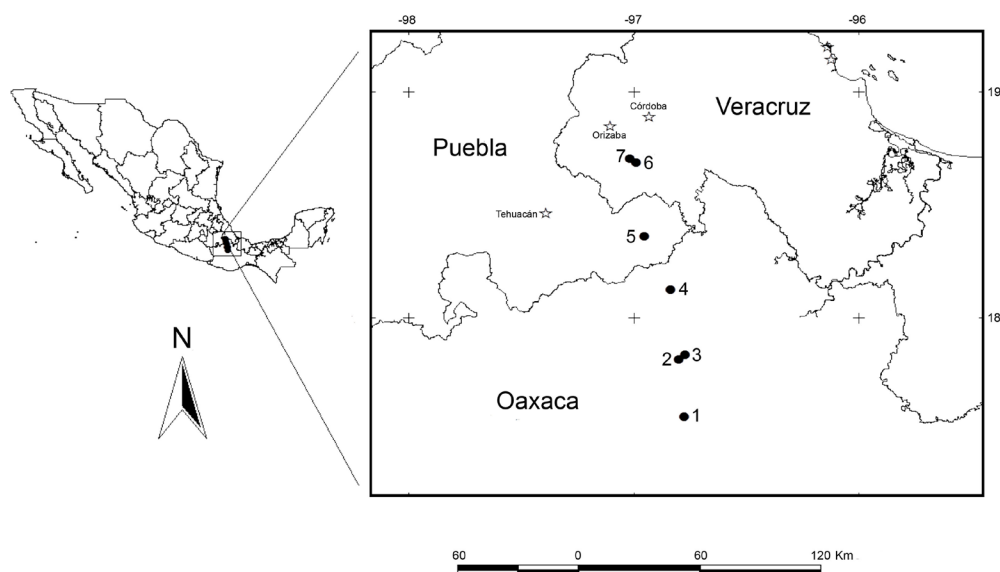 -98 -97 -96
19
Córdoba
Veracruz
Orizaba
Puebla
7 6
Tehuacán
5
4
18
N
2 3
Oaxaca
1
60 0 60 120 Km